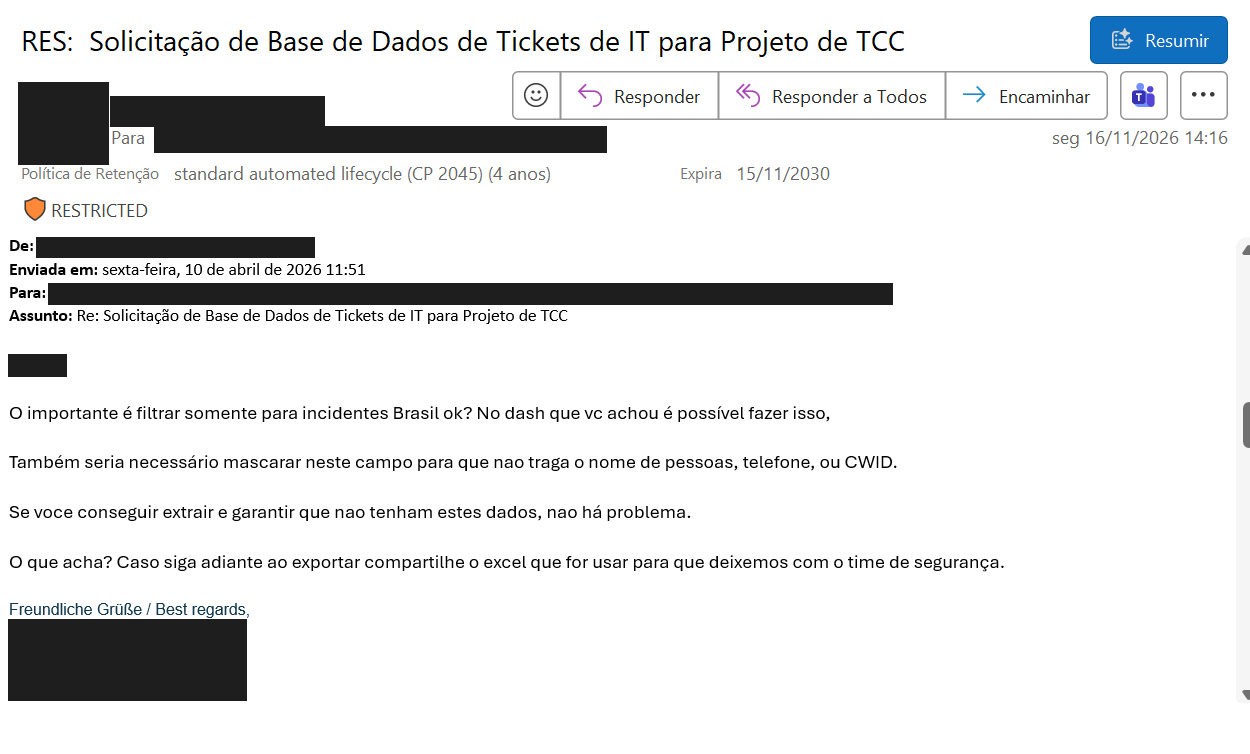 RES:  Solicitação de Base de Dados de Tickets de IT para Projeto de TCC
Resumir
Responder
Responder a Todos
Encaminhar
Para
seg 16/11/2026 14:16
Política de Retenção standard automated lifecycle (CP 2045) (4 anos) Expira 15/11/2030
RESTRICTED
De:
Enviada em: sexta-feira, 10 de abril de 2026 11:51
Para:
Assunto: Re: Solicitação de Base de Dados de Tickets de IT para Projeto de TCC
O importante é filtrar somente para incidentes Brasil ok? No dash que vc achou é possível fazer isso,
Também seria necessário mascarar neste campo para que nao traga o nome de pessoas, telefone, ou CWID.
Se voce conseguir extrair e garantir que nao tenham estes dados, nao há problema.
O que acha? Caso siga adiante ao exportar compartilhe o excel que for usar para que deixemos com o time de segurança.
Freundliche Grüße / Best regards,